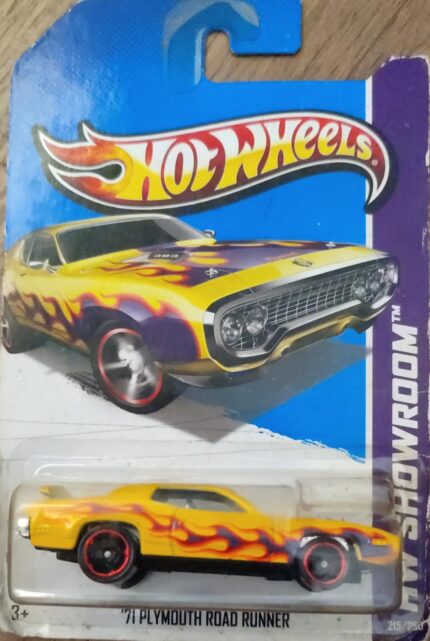 HOT WHEELS
383
HW SHOWROOM™
3+
'71 PLYMOUTH ROAD RUNNER
215/250